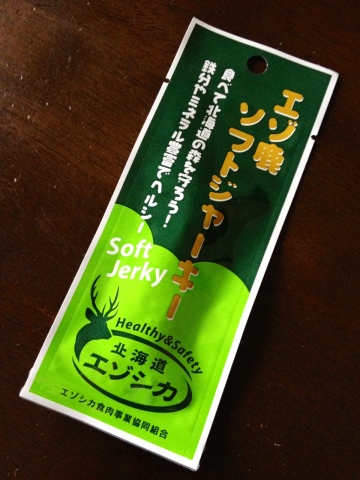 エゾ鹿
ソフトジャーキー
食べて北海道の森を守ろう!
鉄分やミネラル豊富でヘルシー
Soft
Jerky
Healthy&Safety
北海道
エゾシカ
エゾシカ食肉事業協同組合